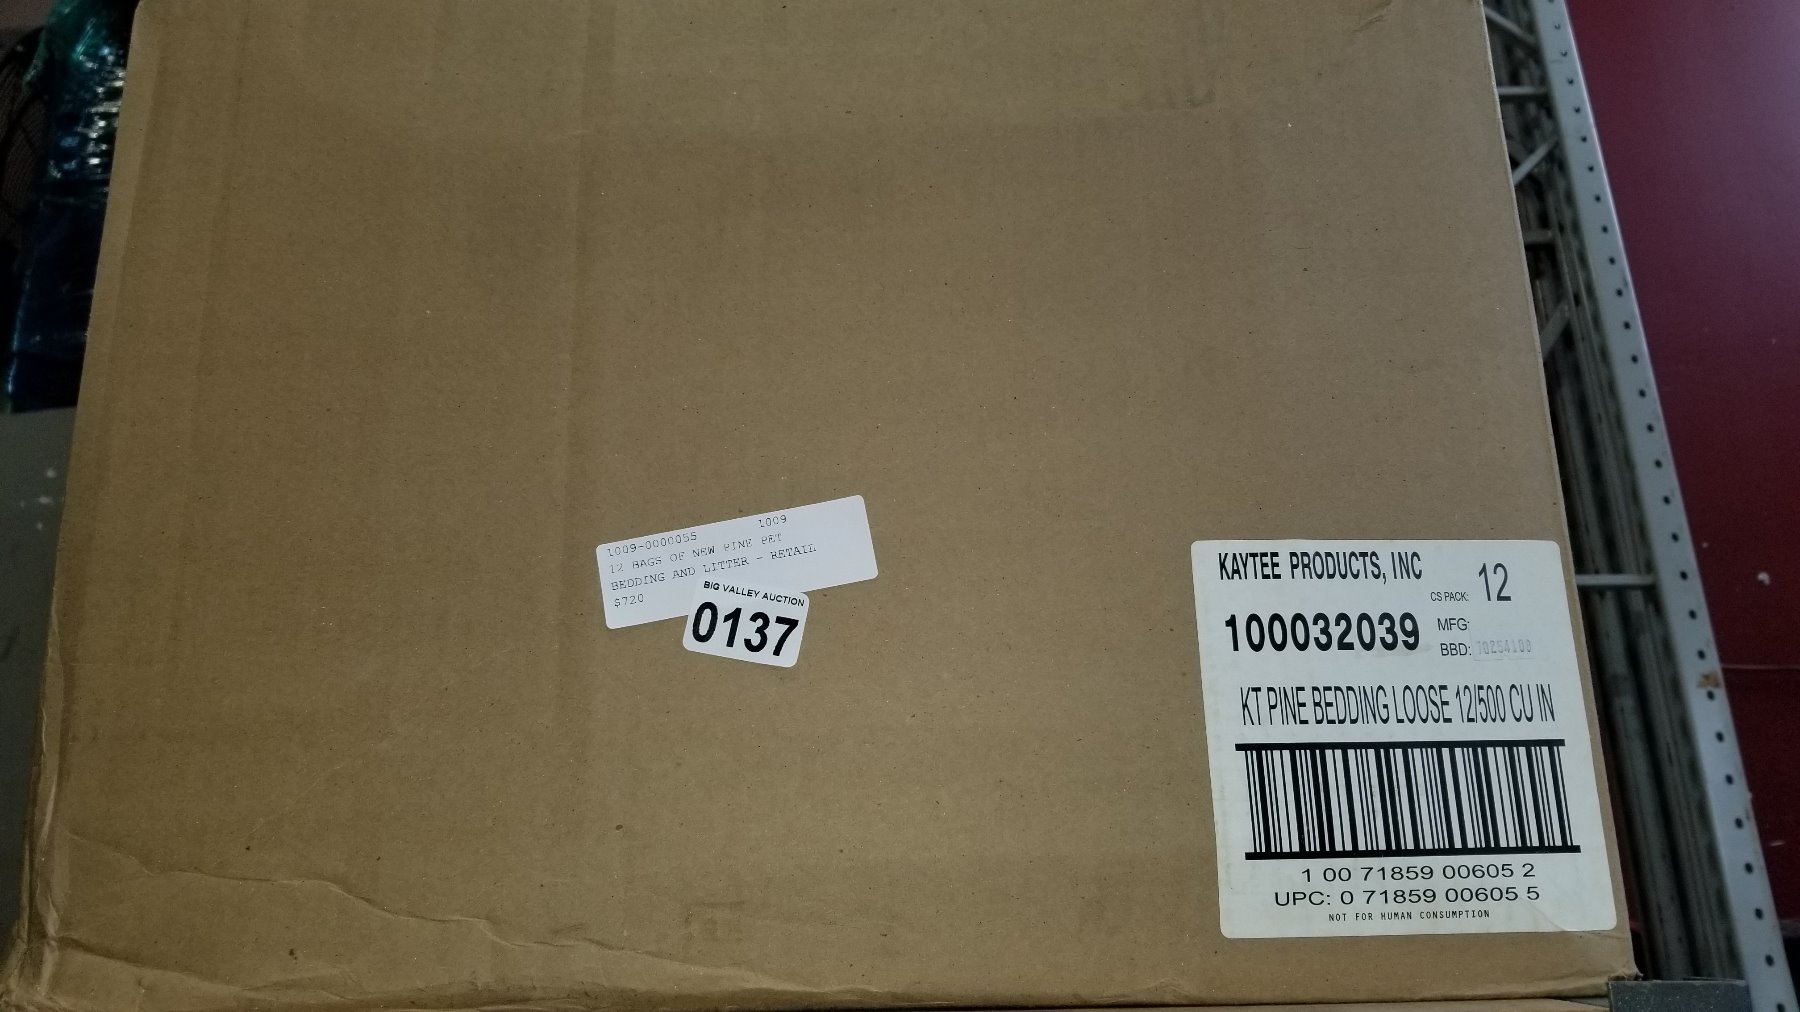 1009
1009-0000055
12 BAGS OF NEW PINE PET
BEDDING AND LITTER - RETAIL
$720
BIG VALLEY AUCTION
0137
KAYTEE PRODUCTS, INC
CS PACK: 12
100032039
MFG:
BBD:
KT PINE BEDDING LOOSE 12/500 CU IN
1 00 71859 00605 2
UPC: 0 71859 00605 5
NOT FOR HUMAN CONSUMPTION